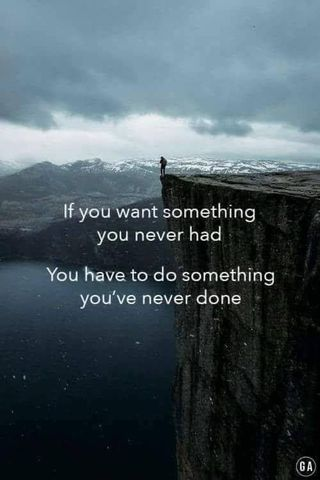 If you want something
you never had
You have to do something
you've never done
GA